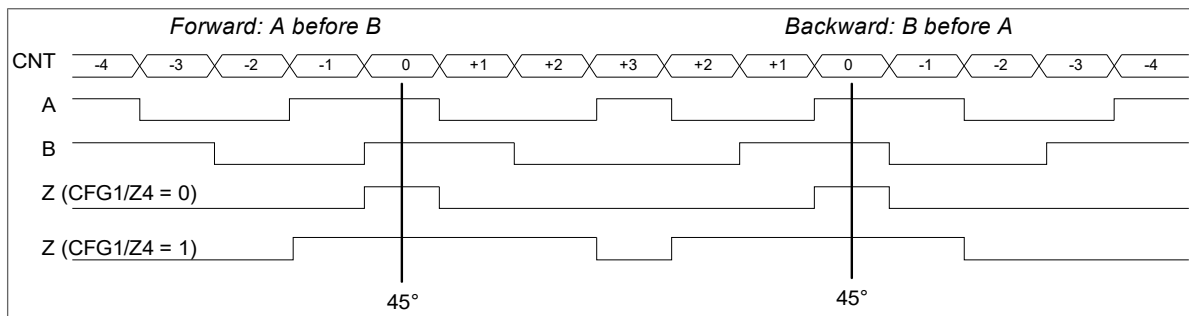 Forward: A before B Backward: B before A
CNT -4 -3 -2 -1 0 +1 +2 +3 +2 +1 0 -1 -2 -3 -4
A
B
Z (CFG1/Z4 = 0)
Z (CFG1/Z4 = 1)
45° 45°